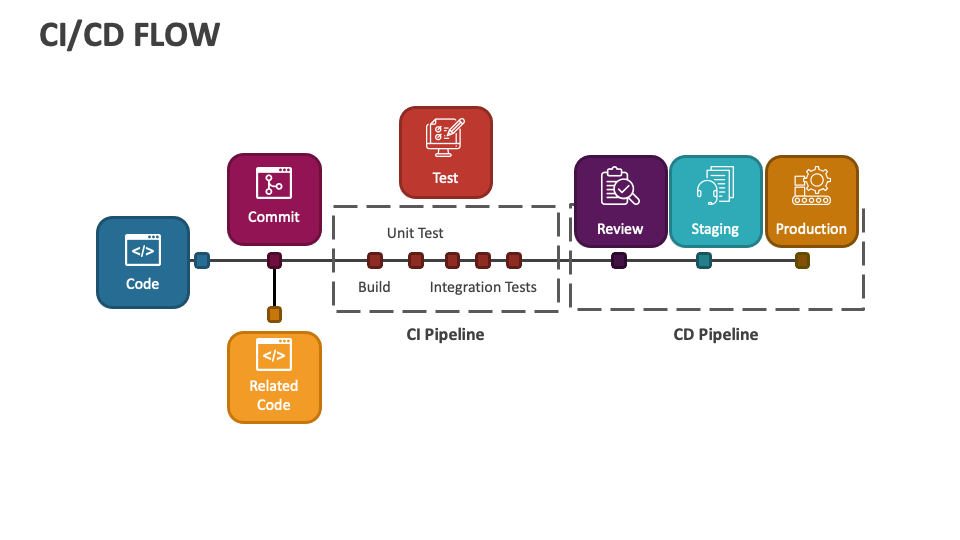 CI/CD FLOW
Test
Commit
Review
Staging
Production
Unit Test
</>
Code
Build
Integration Tests
CI Pipeline
CD Pipeline
</>
Related
Code